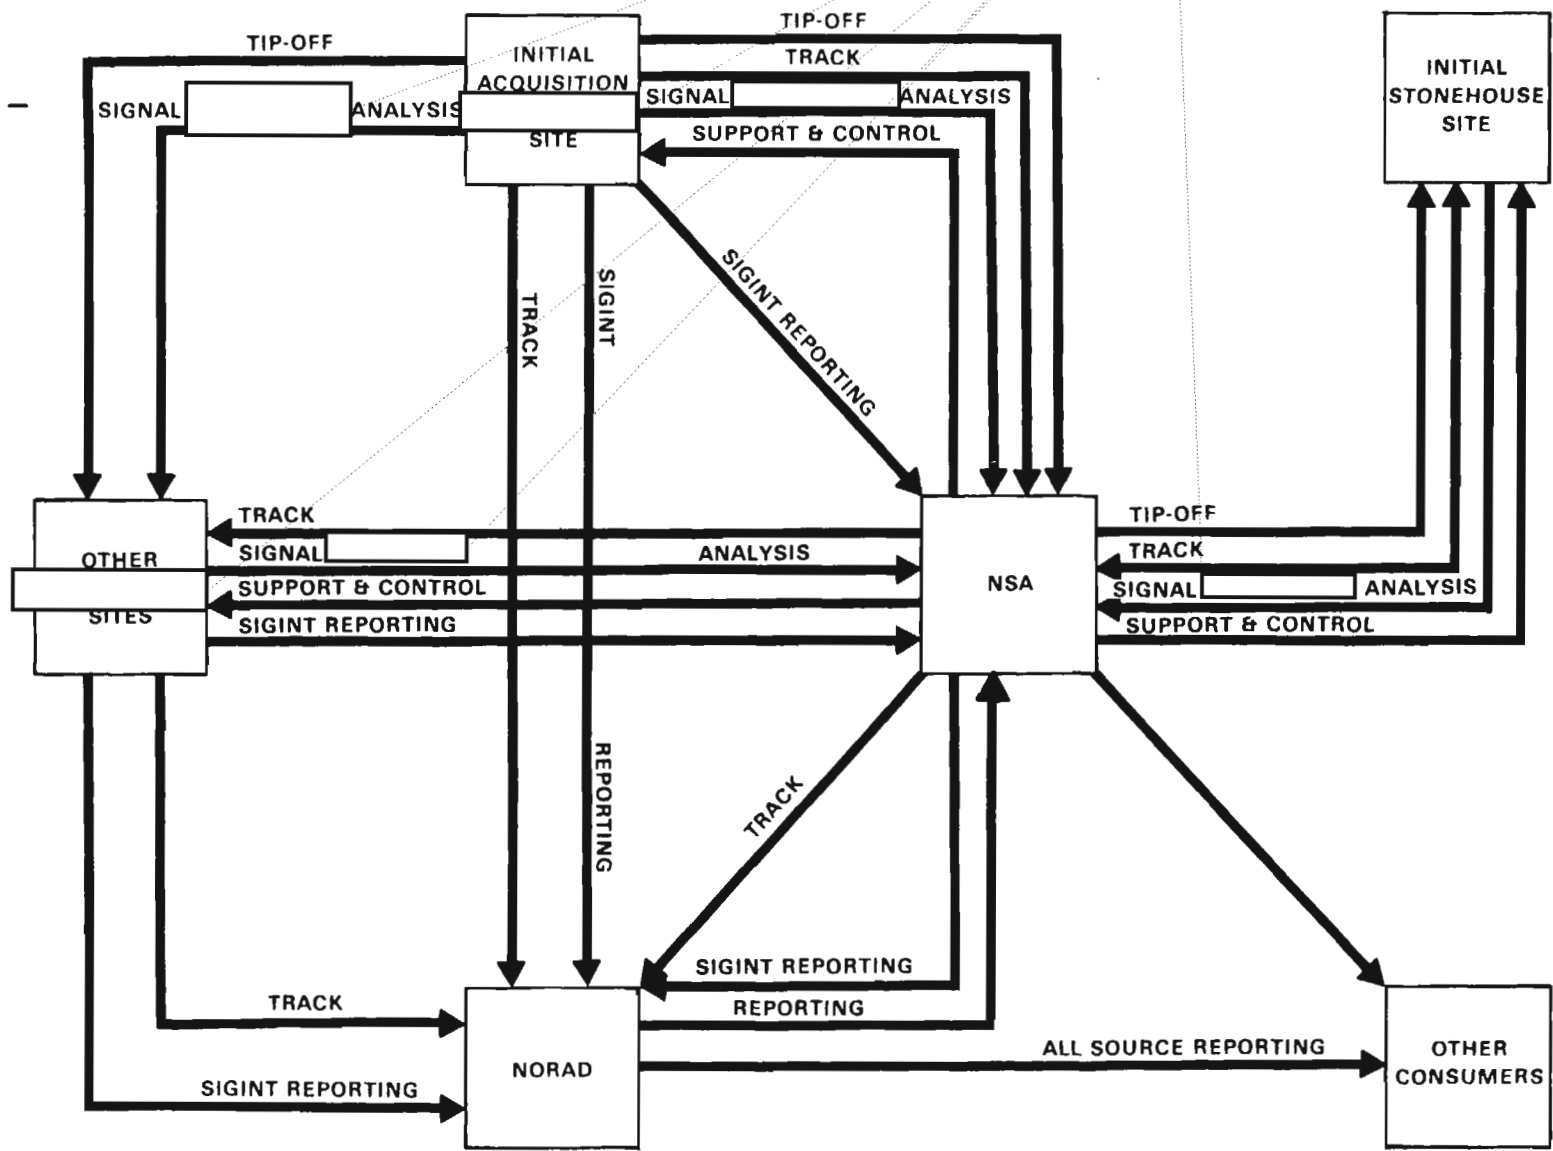 TIP-OFF
SIGNAL ANALYSIS
INITIAL
ACQUISITION
SITE
TIP-OFF
TRACK
SIGNAL ANALYSIS
SUPPORT & CONTROL
INITIAL
STONEHOUSE
SITE
TRACK
SIGINT
REPORTING
SIGINT REPORTING
OTHER
SITES
TRACK
SIGNAL ANALYSIS
SUPPORT & CONTROL
SIGINT REPORTING
NSA
TIP-OFF
TRACK
SIGNAL ANALYSIS
SUPPORT & CONTROL
TRACK
SIGINT REPORTING
REPORTING
TRACK
SIGINT REPORTING
NORAD
ALL SOURCE REPORTING
OTHER
CONSUMERS